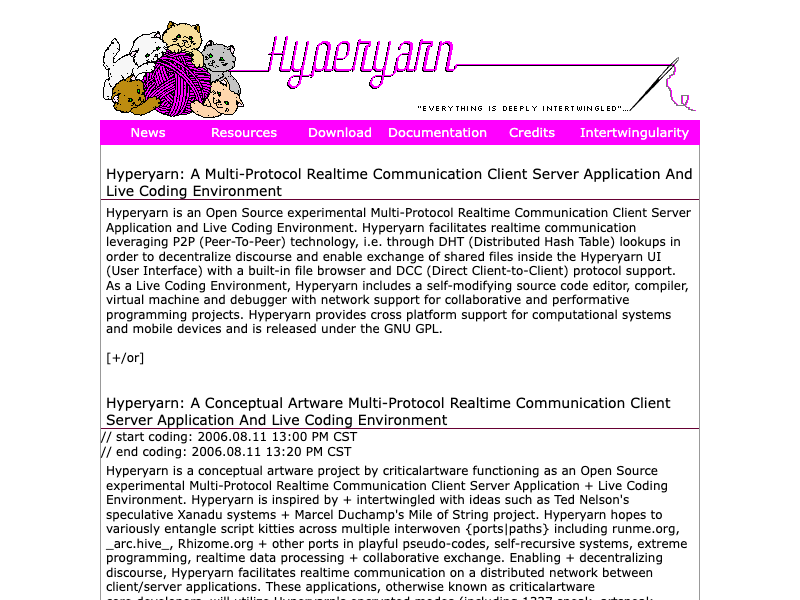 Hyperyarn
"EVERYTHING IS DEEPLY INTERTWINGLED"...
News Resources Download Documentation Credits Intertwingularity
Hyperyarn: A Multi-Protocol Realtime Communication Client Server Application And
Live Coding Environment
Hyperyarn is an Open Source experimental Multi-Protocol Realtime Communication Client Server
Application and Live Coding Environment. Hyperyarn facilitates realtime communication
leveraging P2P (Peer-To-Peer) technology, i.e. through DHT (Distributed Hash Table) lookups in
order to decentralize discourse and enable exchange of shared files inside the Hyperyarn UI
(User Interface) with a built-in file browser and DCC (Direct Client-to-Client) protocol support.
As a Live Coding Environment, Hyperyarn includes a self-modifying source code editor, compiler,
virtual machine and debugger with network support for collaborative and performative
programming projects. Hyperyarn provides cross platform support for computational systems
and mobile devices and is released under the GNU GPL.
[+/or]
Hyperyarn: A Conceptual Artware Multi-Protocol Realtime Communication Client
Server Application And Live Coding Environment
// start coding: 2006.08.11 13:00 PM CST
// end coding: 2006.08.11 13:20 PM CST
Hyperyarn is a conceptual artware project by criticalartware functioning as an Open Source
experimental Multi-Protocol Realtime Communication Client Server Application + Live Coding
Environment. Hyperyarn is inspired by + intertwingled with ideas such as Ted Nelson's
speculative Xanadu systems + Marcel Duchamp's Mile of String project. Hyperyarn hopes to
variously entangle script kitties across multiple interwoven {ports|paths} including runme.org,
_arc.hive_, Rhizome.org + other ports in playful pseudo-codes, self-recursive systems, extreme
programming, realtime data processing + collaborative exchange. Enabling + decentralizing
discourse, Hyperyarn facilitates realtime communication on a distributed network between
client/server applications. These applications, otherwise known as criticalartware
core developers, will utilize Hyperyarn's encrypted modes (including 1337 speak, artspeak,